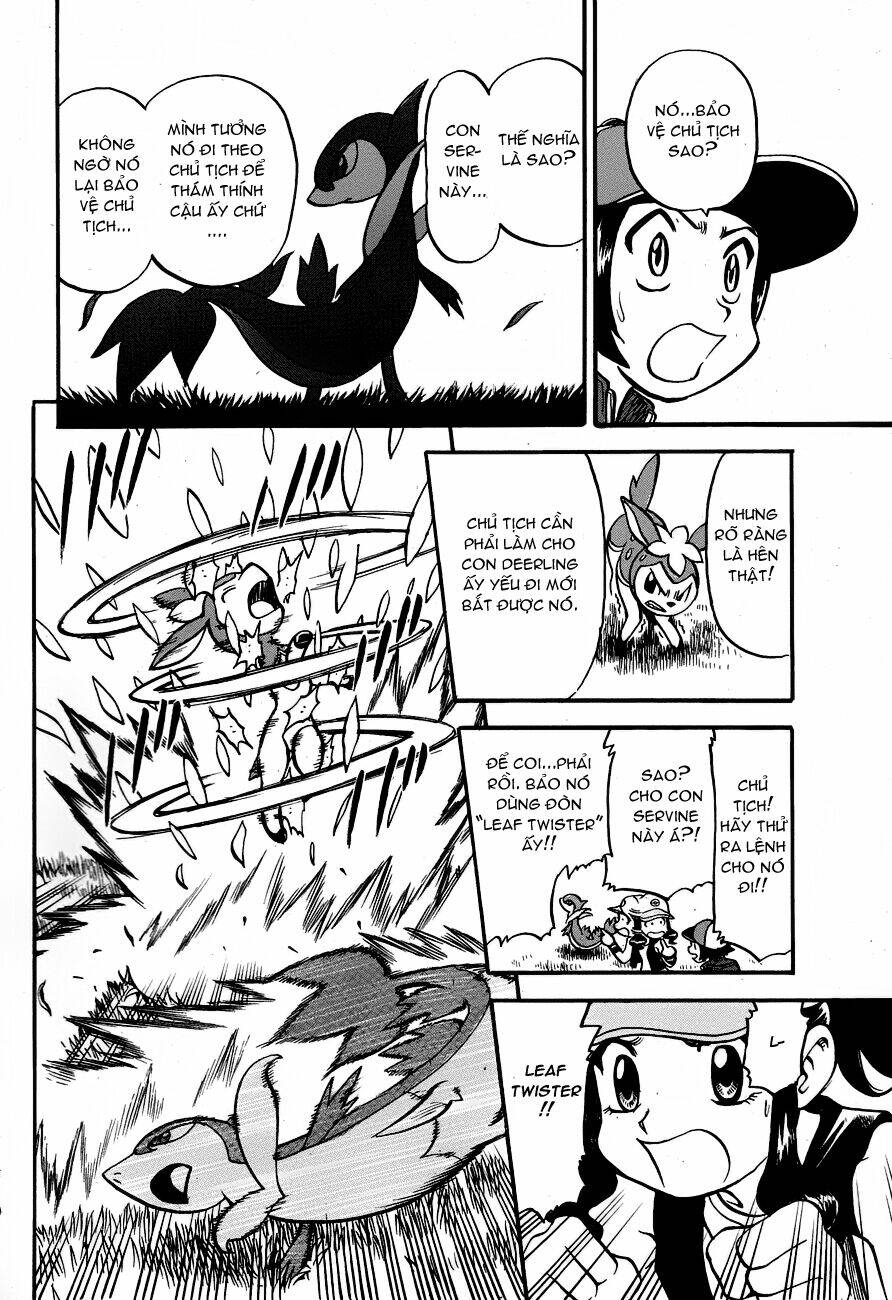 NÓ...BẢO
VỆ CHỦ TỊCH
SAO?
THẾ NGHĨA
LÀ SAO?
CON
SER-
VINE
NÀY...
MÌNH TƯỞNG
NÓ ĐI THEO
CHỦ TỊCH ĐỂ
THÁM THÍNH
CẬU ẤY CHỨ
....
KHÔNG
NGỜ NÓ
LẠI BẢO
VỆ CHỦ
TỊCH...
NHƯNG
RÕ RÀNG
LÀ HÊN
THẬT!
CHỦ TỊCH CẦN
PHẢI LÀM CHO
CON DEERLING
ẤY YẾU ĐI MỚI
BẮT ĐƯỢC NÓ.
CHỦ
TỊCH!
HÃY THỬ
RA LỆNH
CHO NÓ
ĐI!!
SAO?
CHO CON
SERVINE
NÀY Á?!
ĐỂ COI...PHẢI
RỒI. BẢO NÓ
DÙNG ĐÒN
"LEAF TWISTER"
ẤY!!
L-
LEAF
TWISTER
!!